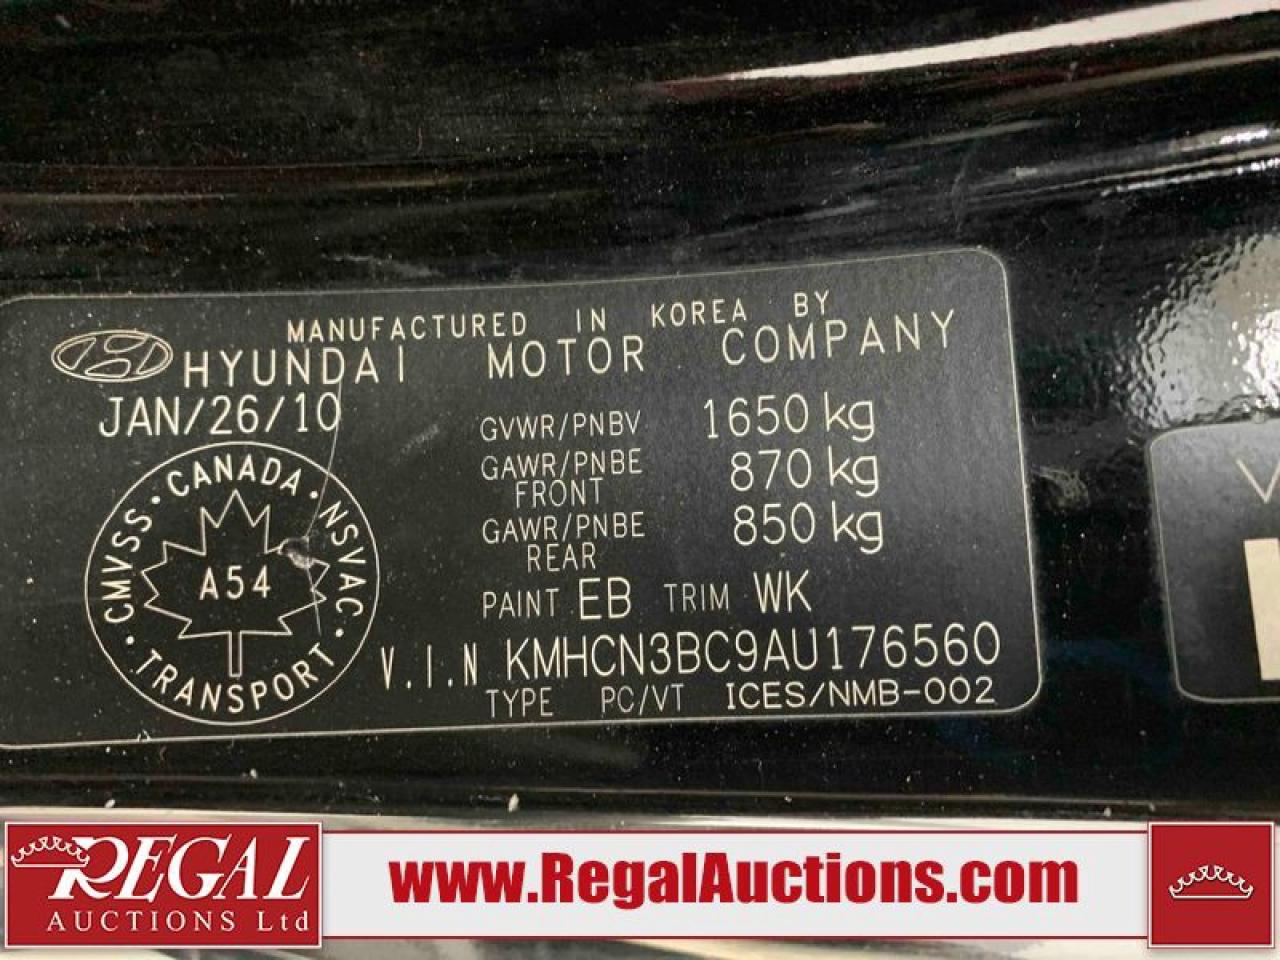 MANUFACTURED IN KOREA BY
HYUNDAI MOTOR COMPANY
JAN/26/10
GVWR/PNBV 1650 kg
GAWR/PNBE FRONT 870 kg
GAWR/PNBE REAR 850 kg
PAINT EB TRIM WK
V.I.N KMHCN3BC9AU176560
TYPE PC/VT ICES/NMB-002
CMVSS · CANADA · NSVAC · TRANSPORT ·
A54
V
REGAL
AUCTIONS Ltd
www.RegalAuctions.com